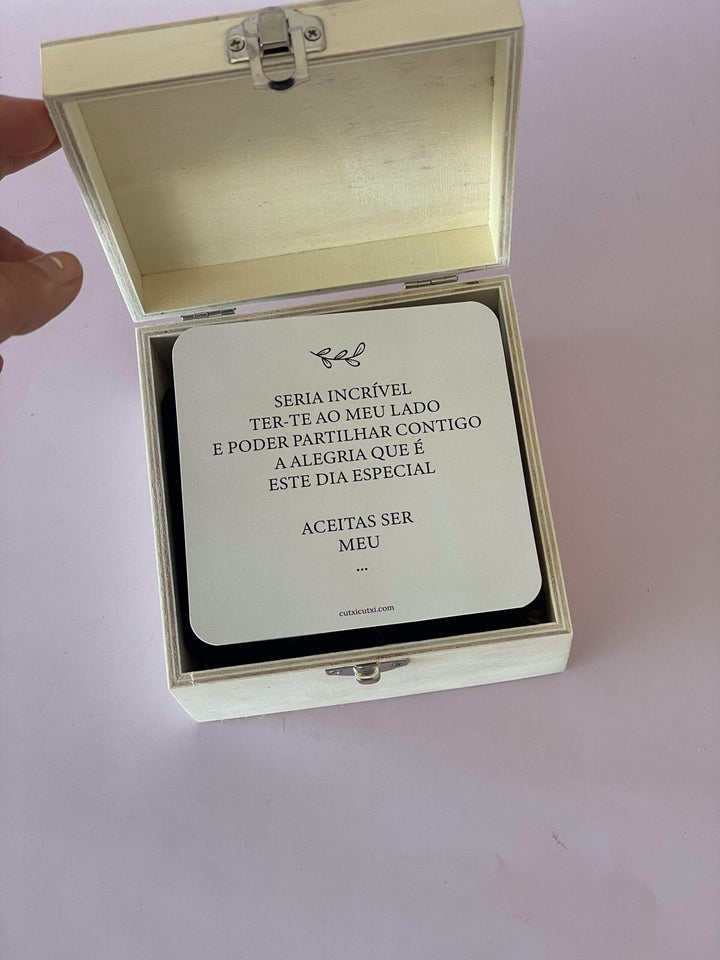 SERIA INCRÍVEL
TER-TE AO MEU LADO
E PODER PARTILHAR CONTIGO
A ALEGRIA QUE É
ESTE DIA ESPECIAL
ACEITAS SER
MEU
...
cutxicutxi.com